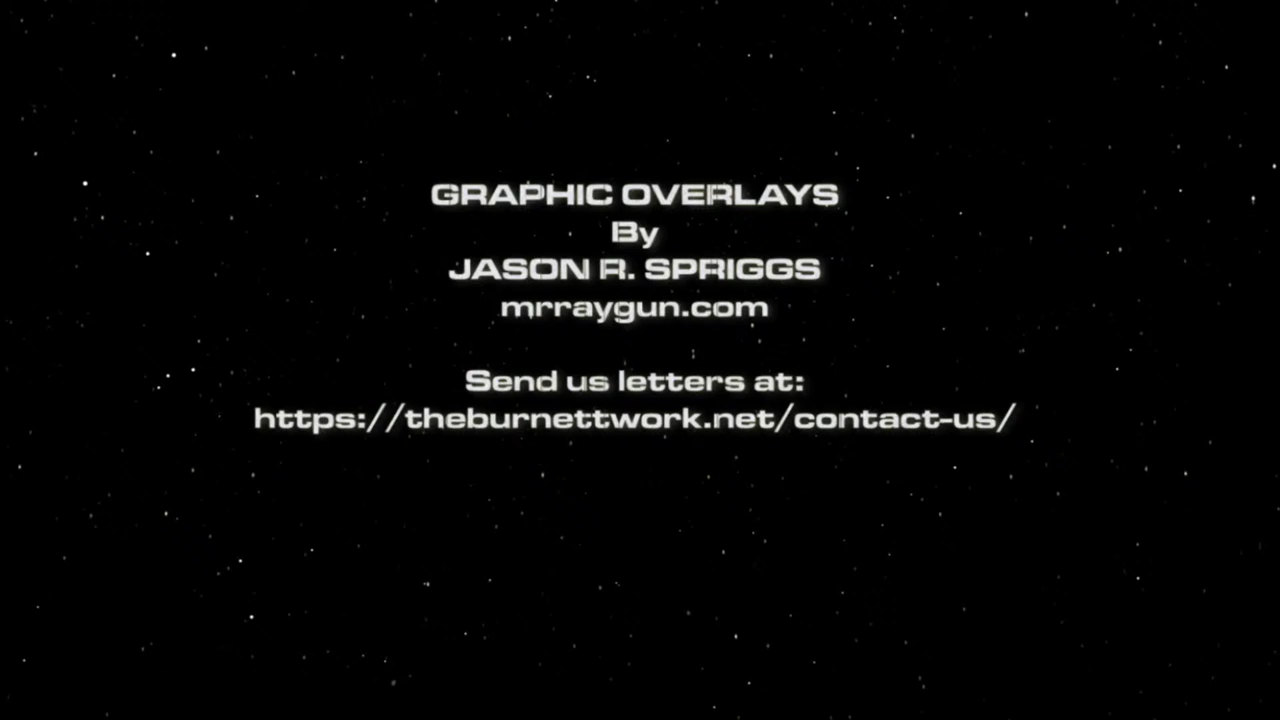 GRAPHIC OVERLAYS
By
JASON R. SPRIGGS
mrraygun.com
Send us letters at:
https://theburnettwork.net/contact-us/